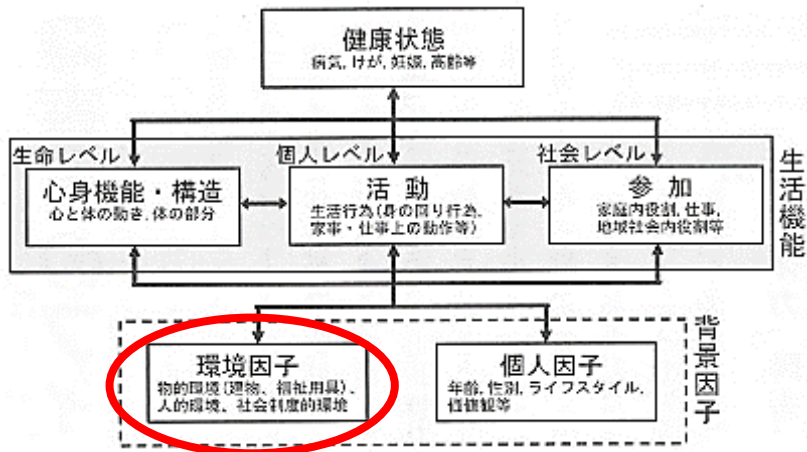 健康状態
病気, けが, 妊娠, 高齢等
生命レベル
個人レベル
社会レベル
生活機能
心身機能・構造
心と体の動き, 体の部分
活動
生活行為(身の回り行為,
家事・仕事上の動作等)
参加
家庭内役割, 仕事,
地域社会内役割等
背景因子
環境因子
物的環境(建物、福祉用具)、
人的環境、社会制度的環境
個人因子
年齢, 性別, ライフスタイル,
価値観等